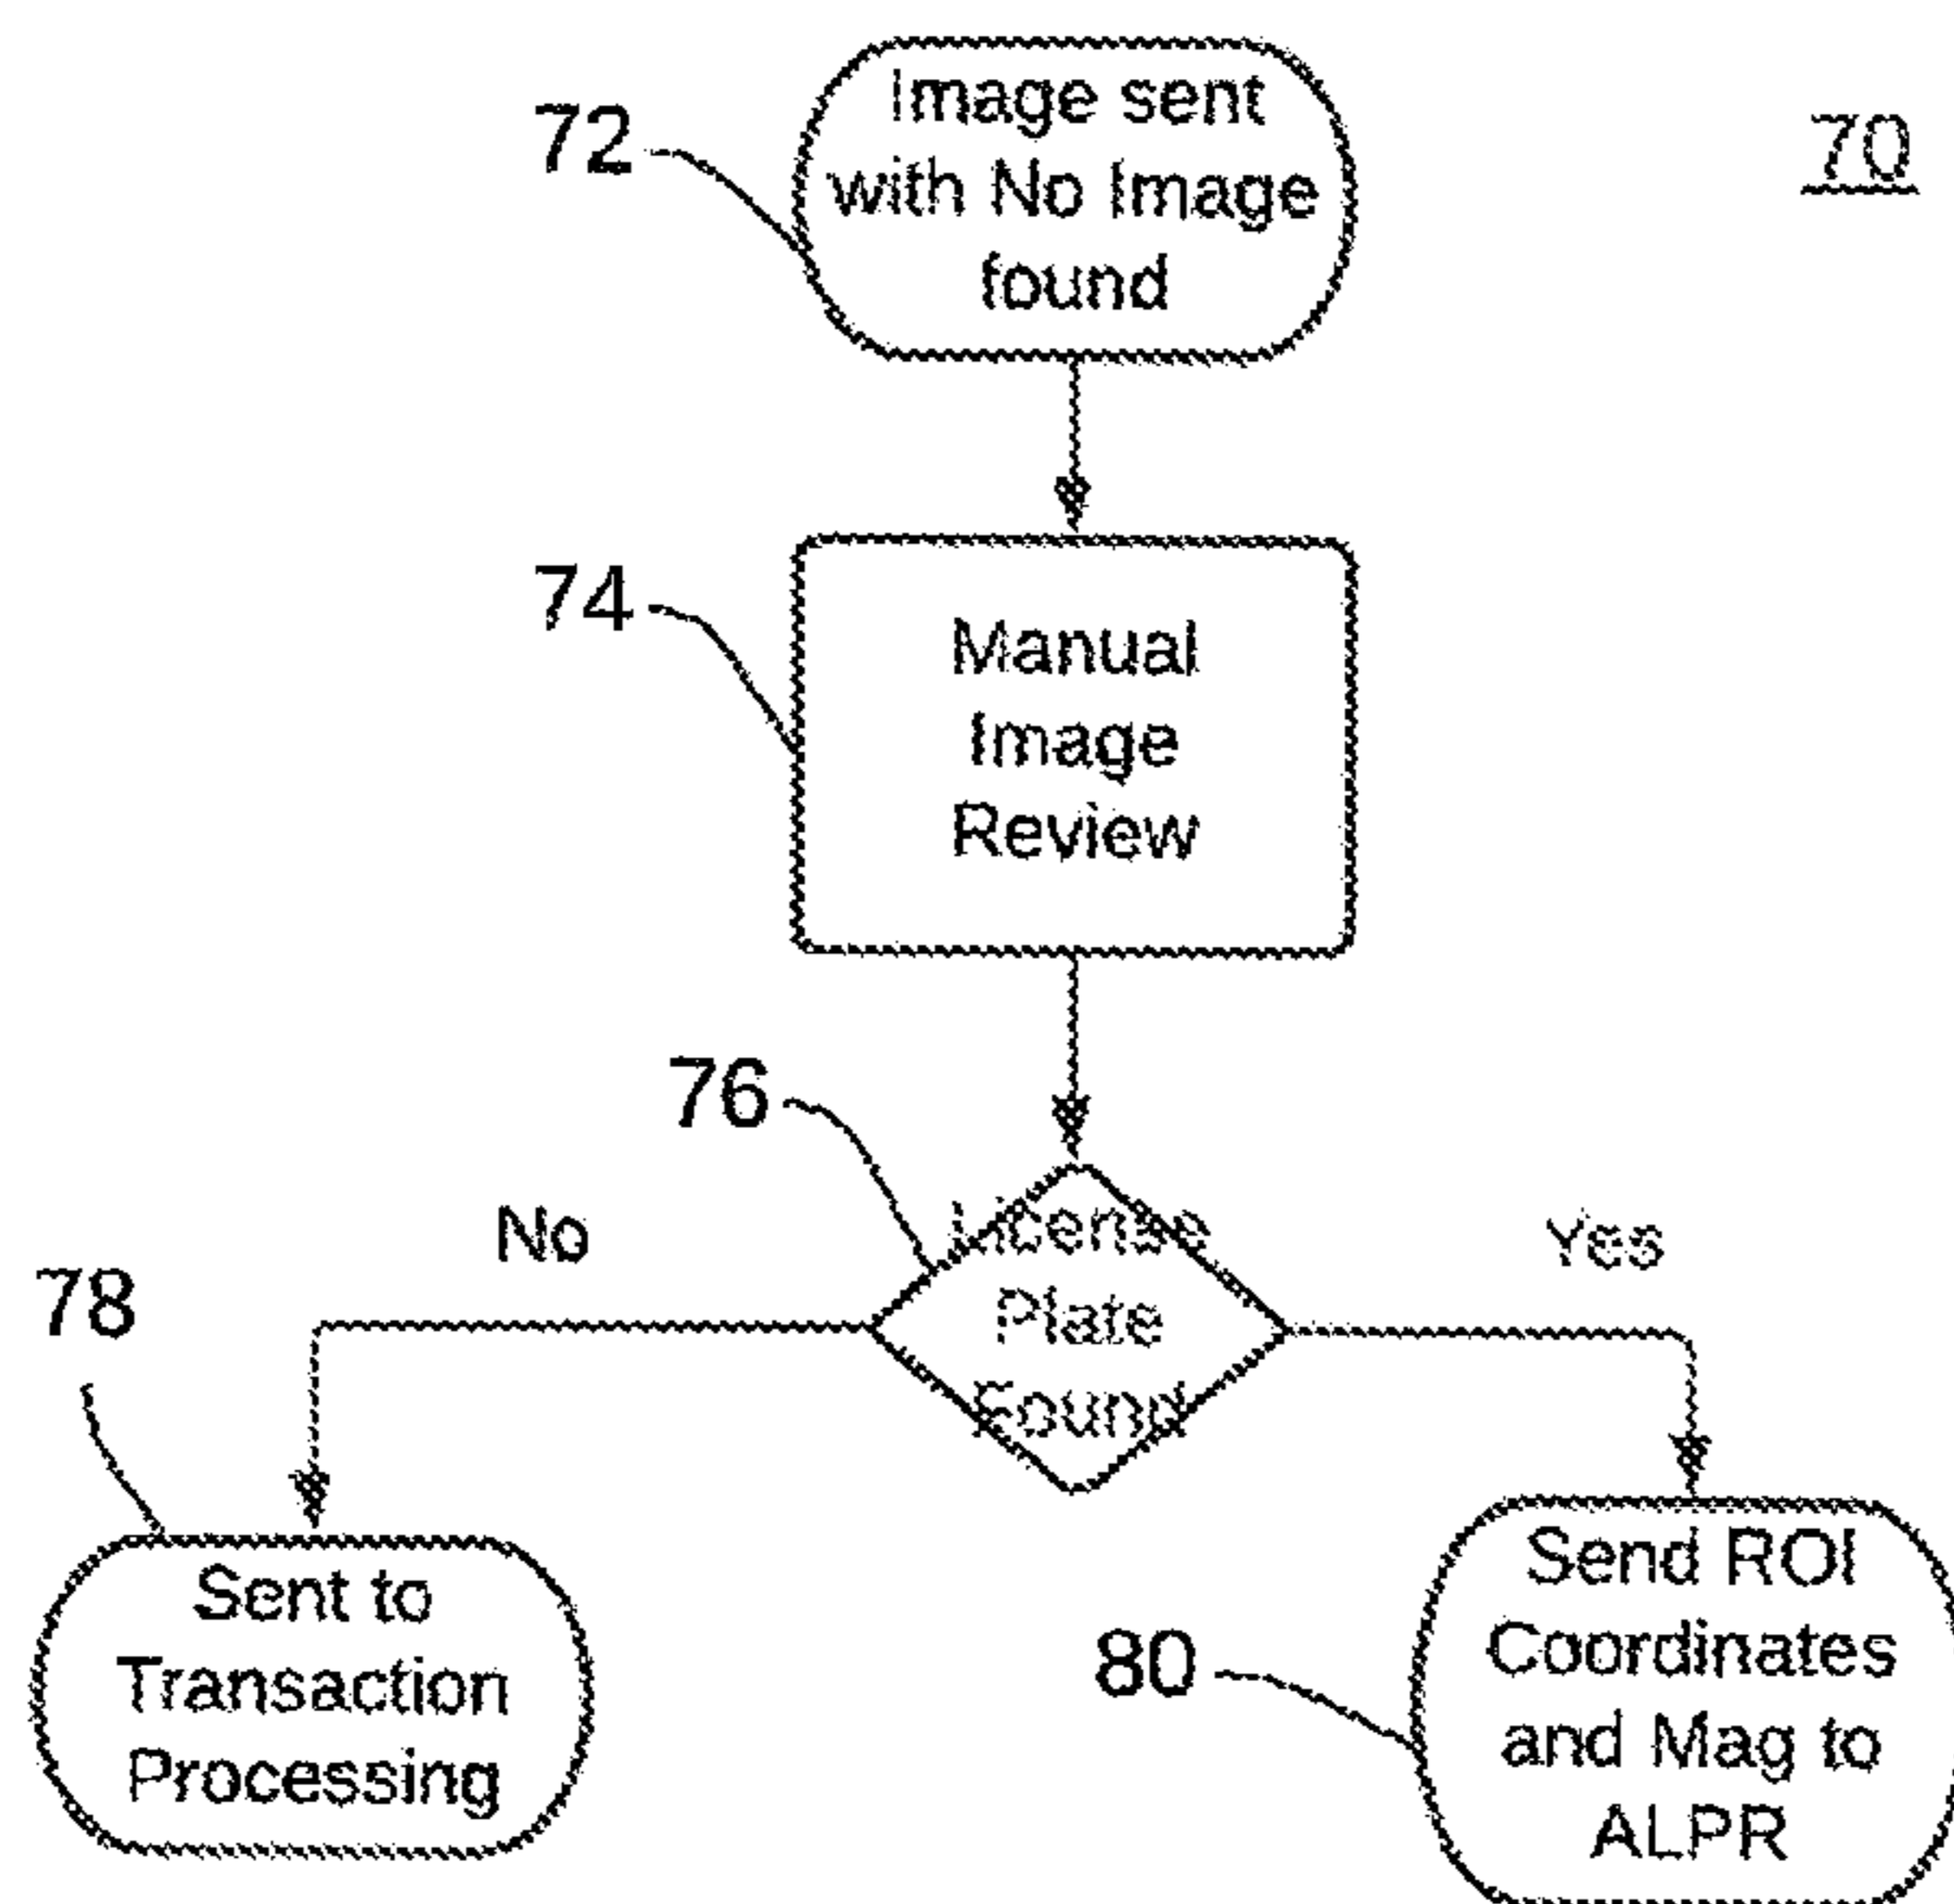 72
Image sent
with No Image
found
70
74
Manual
Image
Review
76
License
Plate
Found
No
Yes
78
Sent to
Transaction
Processing
80
Send ROI
Coordinates
and Mag to
ALPR